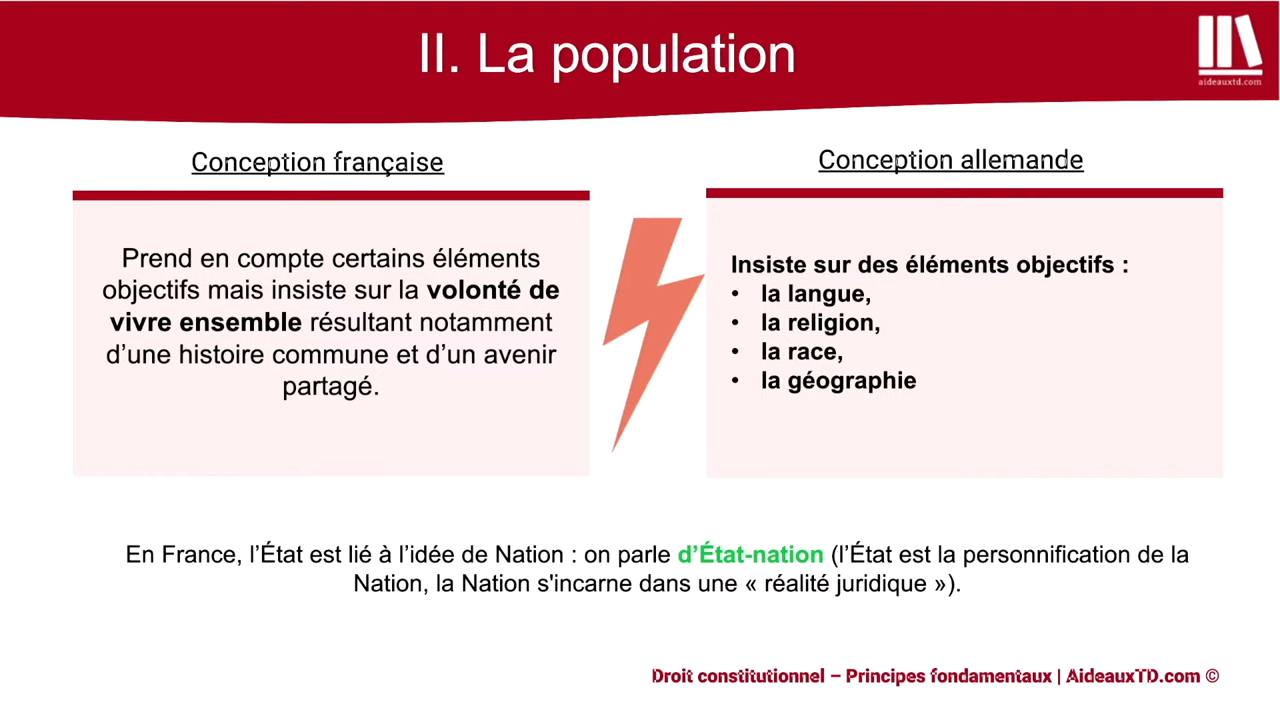 II. La population
aideauxtd.com
Conception française
Prend en compte certains éléments
objectifs mais insiste sur la volonté de
vivre ensemble résultant notamment
d’une histoire commune et d’un avenir
partagé.
Conception allemande
Insiste sur des éléments objectifs :
• la langue,
• la religion,
• la race,
• la géographie
En France, l’État est lié à l’idée de Nation : on parle d’État-nation (l’État est la personnification de la
Nation, la Nation s'incarne dans une « réalité juridique »).
Droit constitutionnel – Principes fondamentaux | AideauxTD.com ©